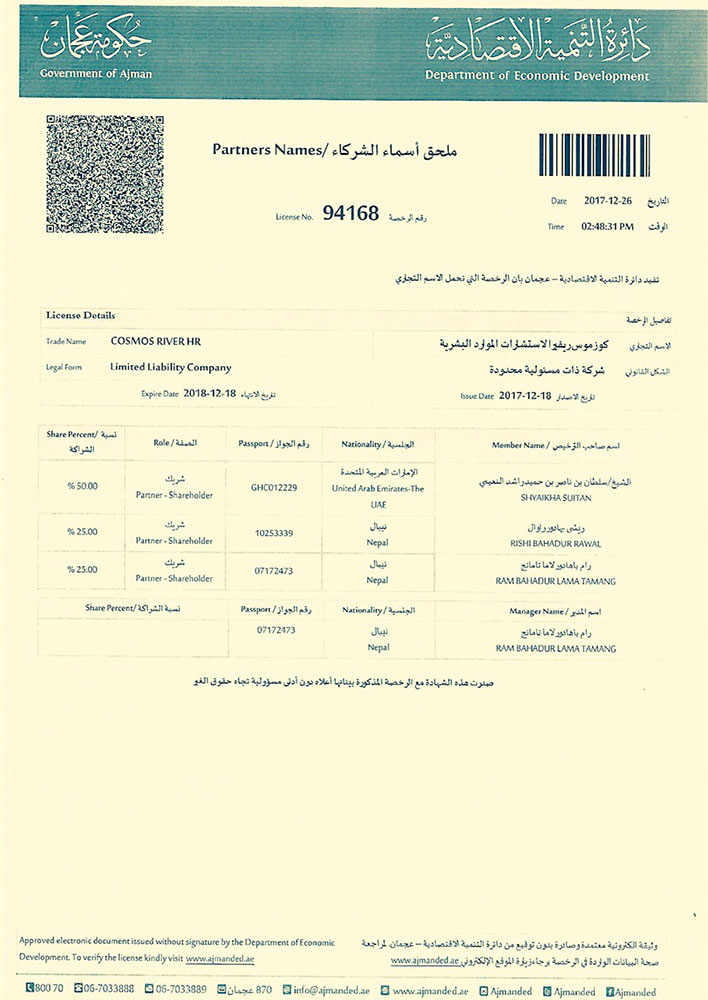 حكومة عجمان
Government of Ajman
دائرة التنمية الاقتصادية
Department of Economic Development
Partners Names/ ملحق أسماء الشركاء
License No. 94168 رقم الرخصة
Date 2017-12-26 التاريخ
Time 02:48:31 PM الوقت
تفيد دائرة التنمية الاقتصادية – عجمان بان الرخصة التي تحمل الاسم التجاري
License Details تفاصيل الرخصة
Trade Name COSMOS RIVER HR كوزموس ريفير الاستشارات الموارد البشرية الاسم التجاري
Legal Form Limited Liability Company شركة ذات مسئولية محدودة الشكل القانوني
Expire Date 2018-12-18 تاريخ الانتهاء Issue Date 2017-12-18 تاريخ الاصدار
Share Percent/ نسبة الشراكة Role/ الصفة Passport/ رقم الجواز Nationality/ الجنسية Member Name/ اسم صاحب الترخيص
% 50.00 شريك GHC012229 الإمارات العربية المتحدة الشيخ/سلطان بن ناصر بن حميدراشد النعيمي
Partner - Shareholder United Arab Emirates-The UAE SHYAIKHA SUITAN
% 25.00 شريك 10253339 نيبال ريشى بهادور راوال
Partner - Shareholder Nepal RISHI BAHADUR RAWAL
% 25.00 شريك 07172473 نيبال رام باهادور لاما تامانج
Partner - Shareholder Nepal RAM BAHADUR LAMA TAMANG
Share Percent/ نسبة الشراكة Passport/ رقم الجواز Nationality/ الجنسية Manager Name/ اسم المدير
07172473 نيبال رام باهادور لاما تامانج
Nepal RAM BAHADUR LAMA TAMANG
صدرت هذه الشهادة مع الرخصة المذكورة بيناتها أعلاه دون أدنى مسؤولية تجاه حقوق الغير
Approved electronic document issued without signature by the Department of Economic
Development. To verify the license kindly visit www.ajmanded.ae
وثيقة الكترونية معتمدة وصادرة بدون توقيع من دائرة التنمية الاقتصادية – عجمان. لمراجعة
صحة البيانات الواردة في الرخصة برجاء زيارة الموقع الإلكتروني www.ajmanded.ae
800 70 06-7033888 06-7033889 عجمان 870 info@ajmanded.ae www.ajmanded.ae Ajmanded Ajmanded Ajmanded